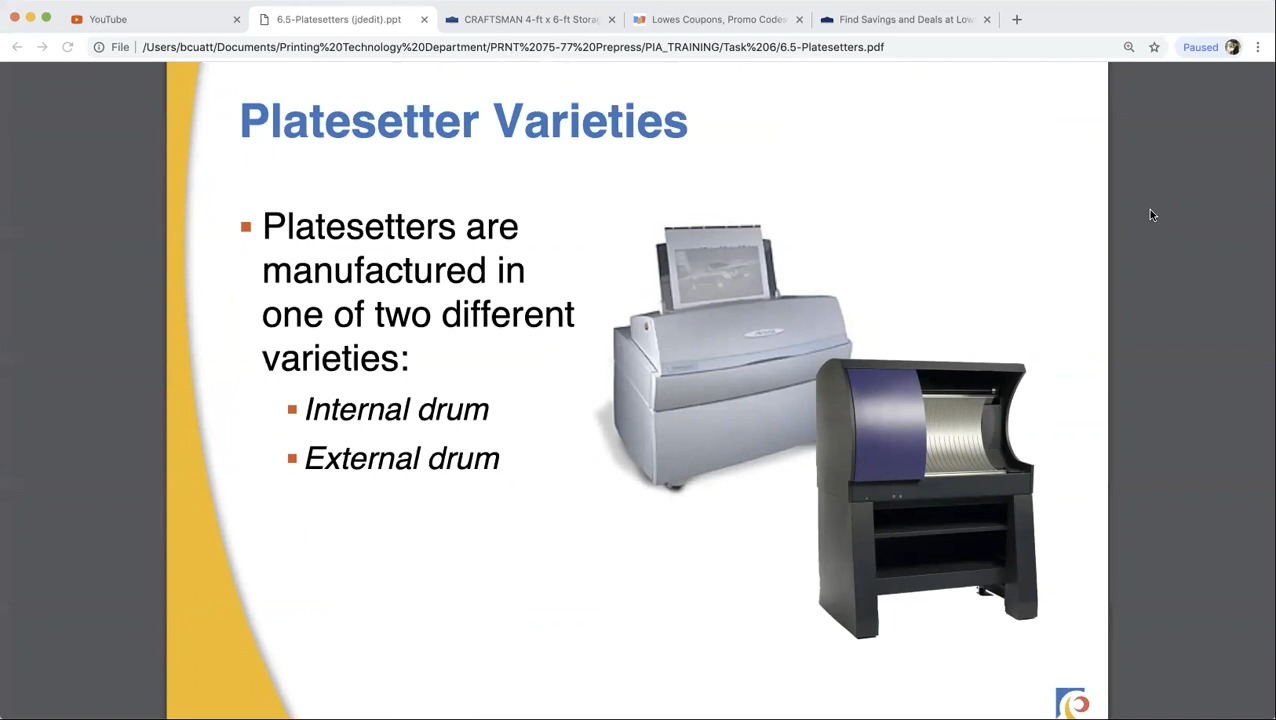 YouTube
6.5-Platesetters (jdedit).ppt
CRAFTSMAN 4-ft x 6-ft Storag
Lowes Coupons, Promo Codes
Find Savings and Deals at Low
File
/Users/bcuatt/Documents/Printing%20Technology%20Department/PRNT%2075-77%20Prepress/PIA_TRAINING/Task%206/6.5-Platesetters.pdf
Paused
Platesetter Varieties
Platesetters are
manufactured in
one of two different
varieties:
Internal drum
External drum